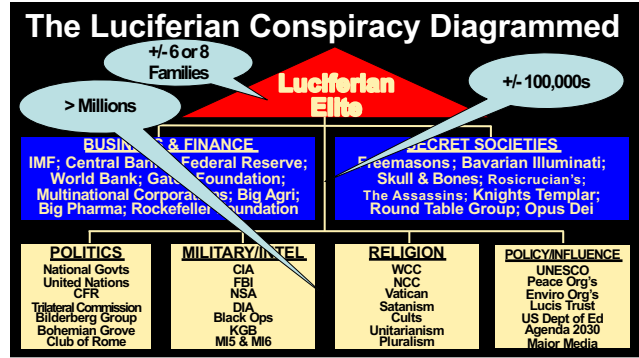 The Luciferian Conspiracy Diagrammed
+/- 6 or 8
Families
Luciferian
Elite
+/- 100,000s
> Millions
BUSINESS & FINANCE
IMF; Central Banks; Federal Reserve;
World Bank; Gates Foundation;
Multinational Corporations; Big Agri;
Big Pharma; Rockefeller Foundation
SECRET SOCIETIES
Freemasons; Bavarian Illuminati;
Skull & Bones; Rosicrucian's;
The Assassins; Knights Templar;
Round Table Group; Opus Dei
POLITICS
National Govts
United Nations
CFR
Trilateral Commission
Bilderberg Group
Bohemian Grove
Club of Rome
MILITARY/INTEL
CIA
FBI
NSA
DIA
Black Ops
KGB
MI5 & MI6
RELIGION
WCC
NCC
Vatican
Satanism
Cults
Unitarianism
Pluralism
POLICY/INFLUENCE
UNESCO
Peace Org's
Enviro Org's
Lucis Trust
US Dept of Ed
Agenda 2030
Major Media